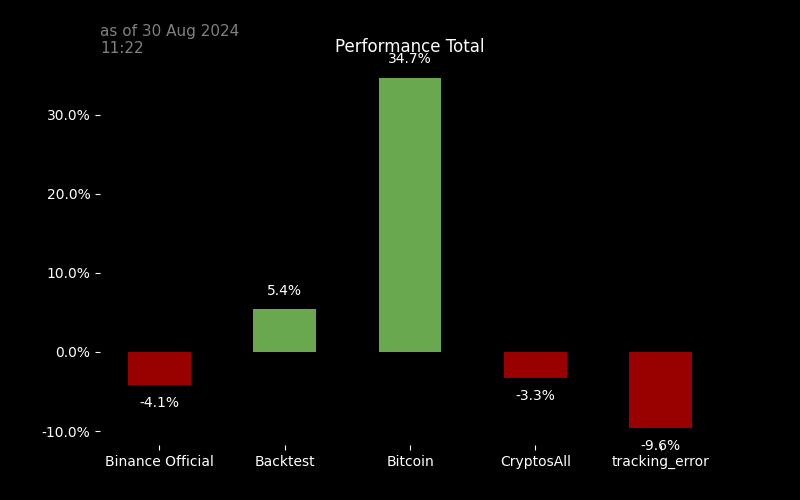 as of 30 Aug 2024
11:22
Performance Total
34.7%
30.0%
20.0%
10.0%
5.4%
0.0%
-4.1%
-3.3%
-10.0%
-9.6%
Binance Official
Backtest
Bitcoin
CryptosAll
tracking_error